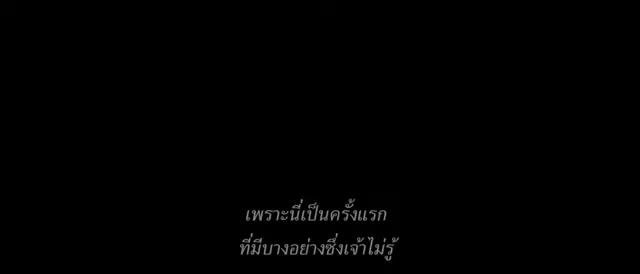 เพราะนี่เป็นครั้งแรก
ที่มีบางอย่างซึ่งเจ้าไม่รู้